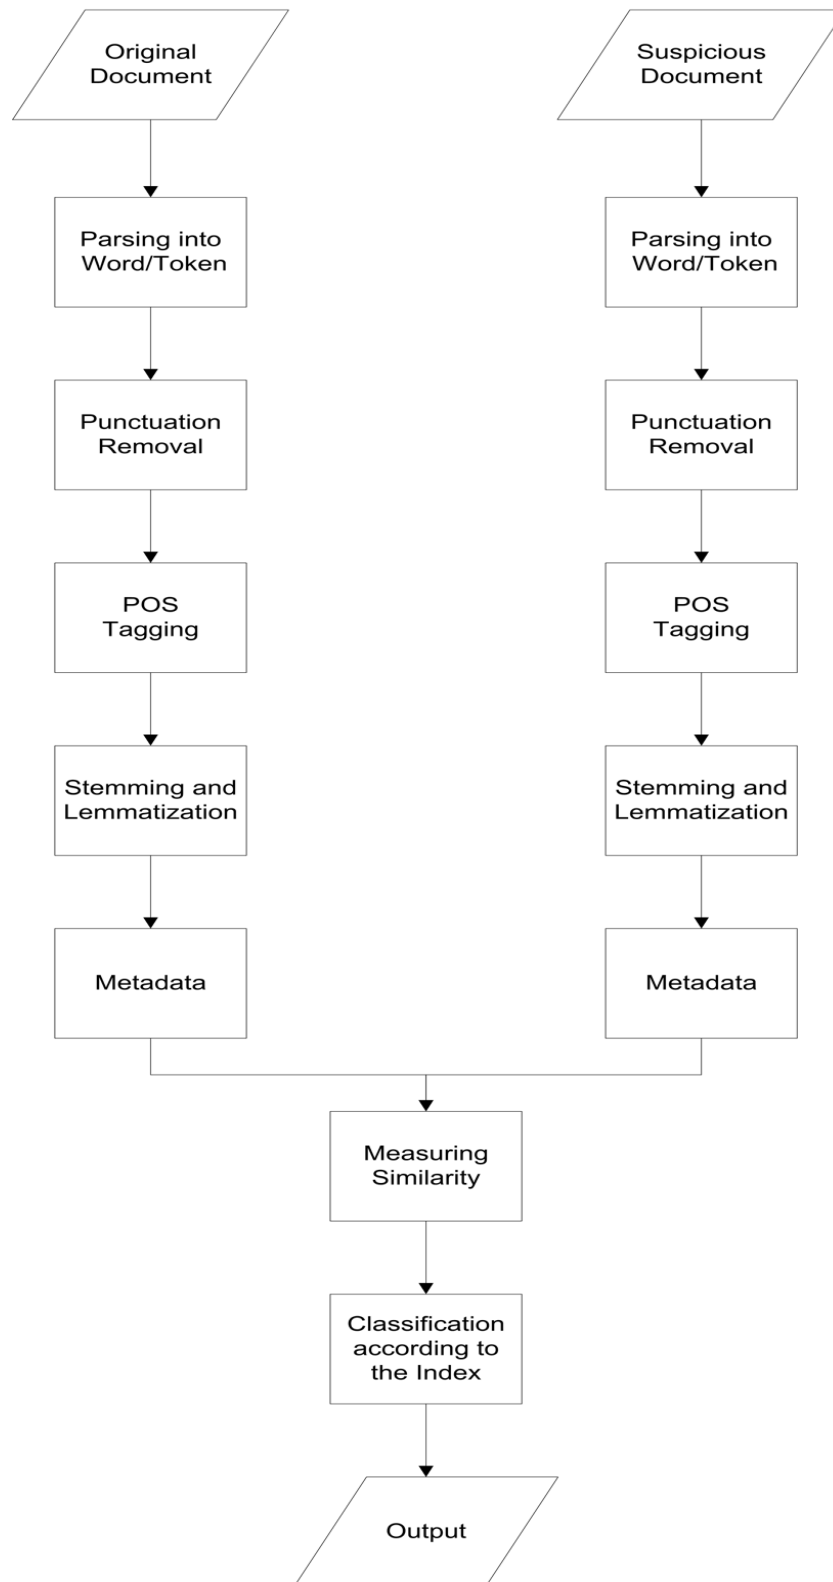 Original
Document
Suspicious
Document
Parsing into
Word/Token
Parsing into
Word/Token
Punctuation
Removal
Punctuation
Removal
POS
Tagging
POS
Tagging
Stemming and
Lemmatization
Stemming and
Lemmatization
Metadata
Metadata
Measuring
Similarity
Classification
according to
the Index
Output